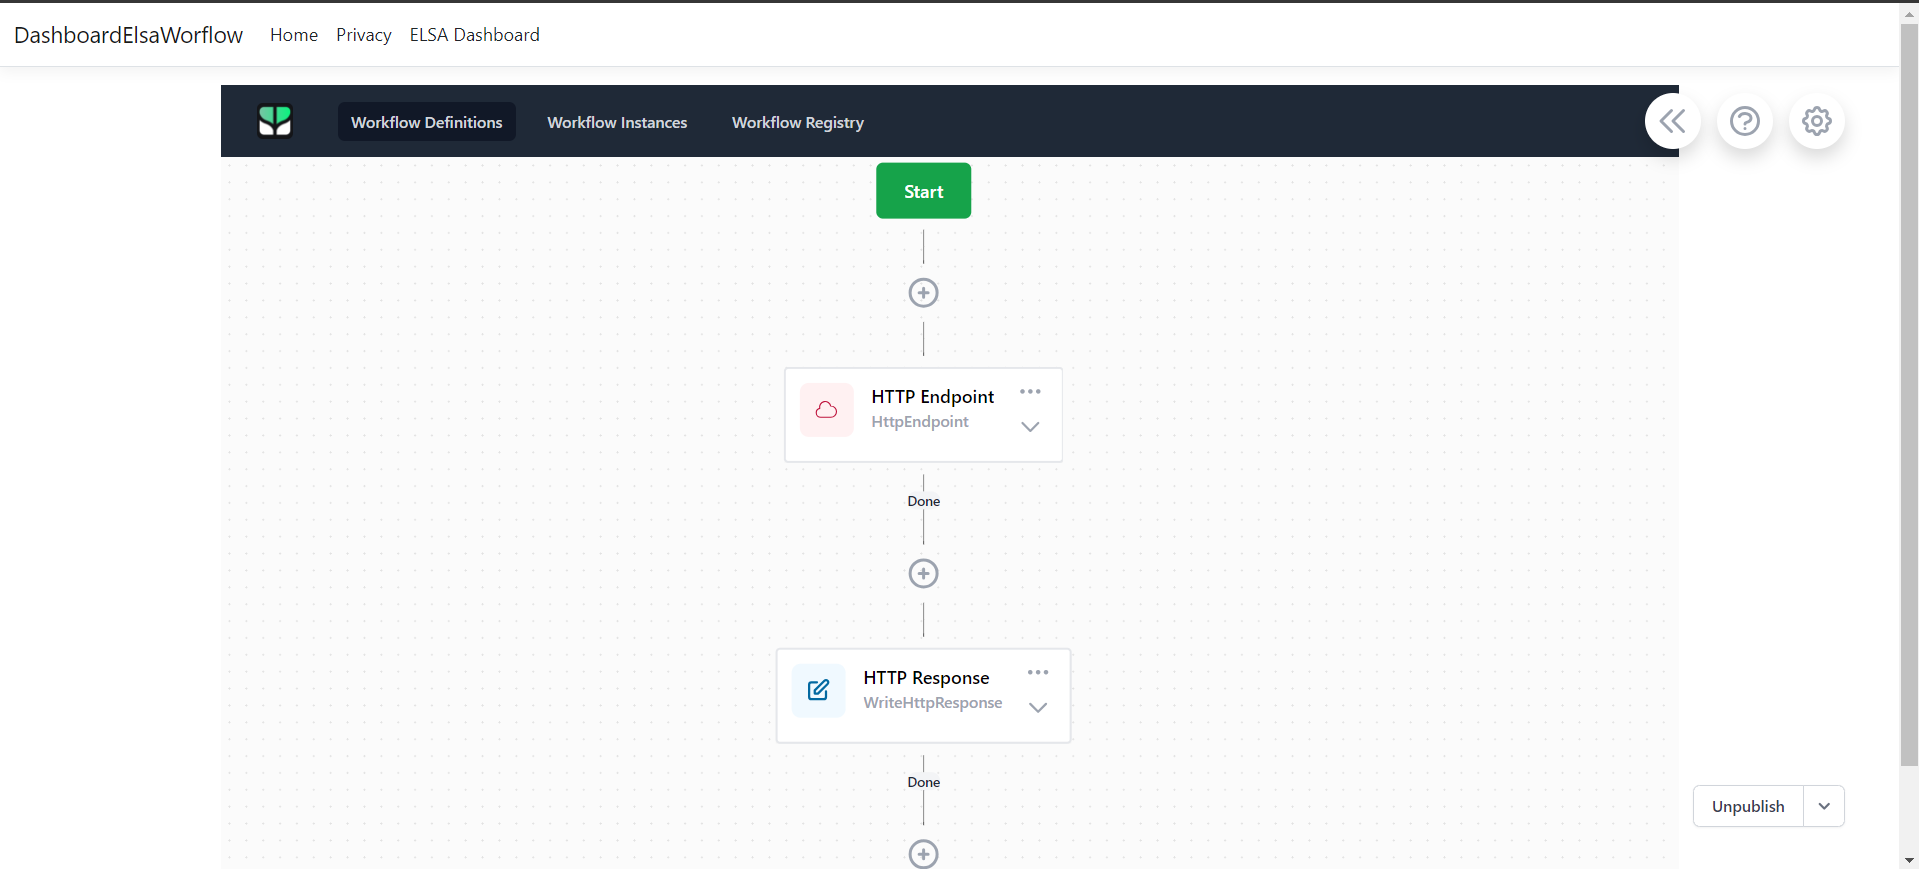 DashboardElsaWorflow Home Privacy ELSA Dashboard
Workflow Definitions Workflow Instances Workflow Registry
Start
HTTP Endpoint
HttpEndpoint
Done
HTTP Response
WriteHttpResponse
Done
Unpublish